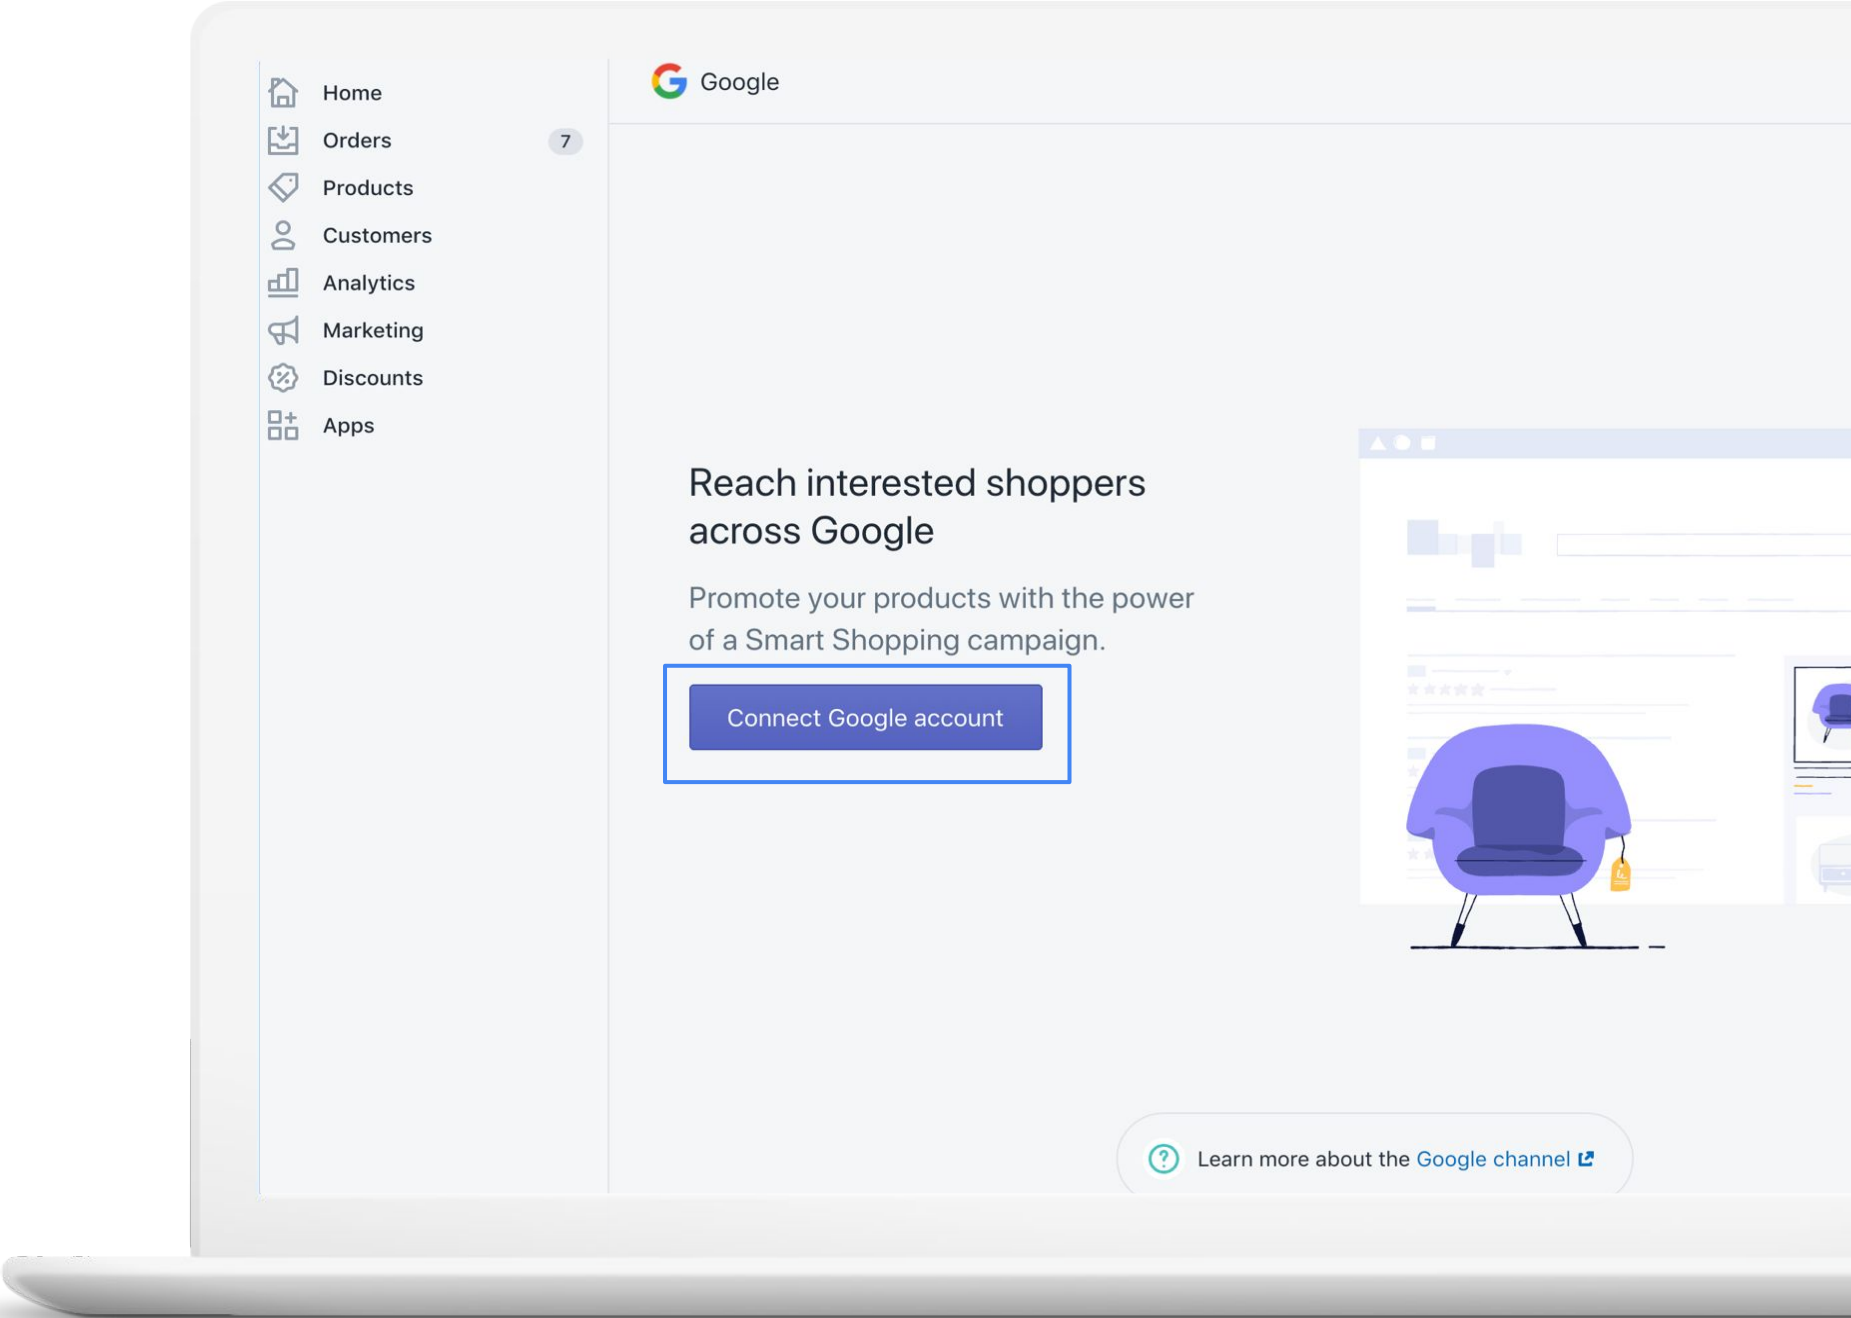 Home
Orders 7
Products
Customers
Analytics
Marketing
Discounts
Apps
Google
Reach interested shoppers
across Google
Promote your products with the power
of a Smart Shopping campaign.
Connect Google account
Learn more about the Google channel